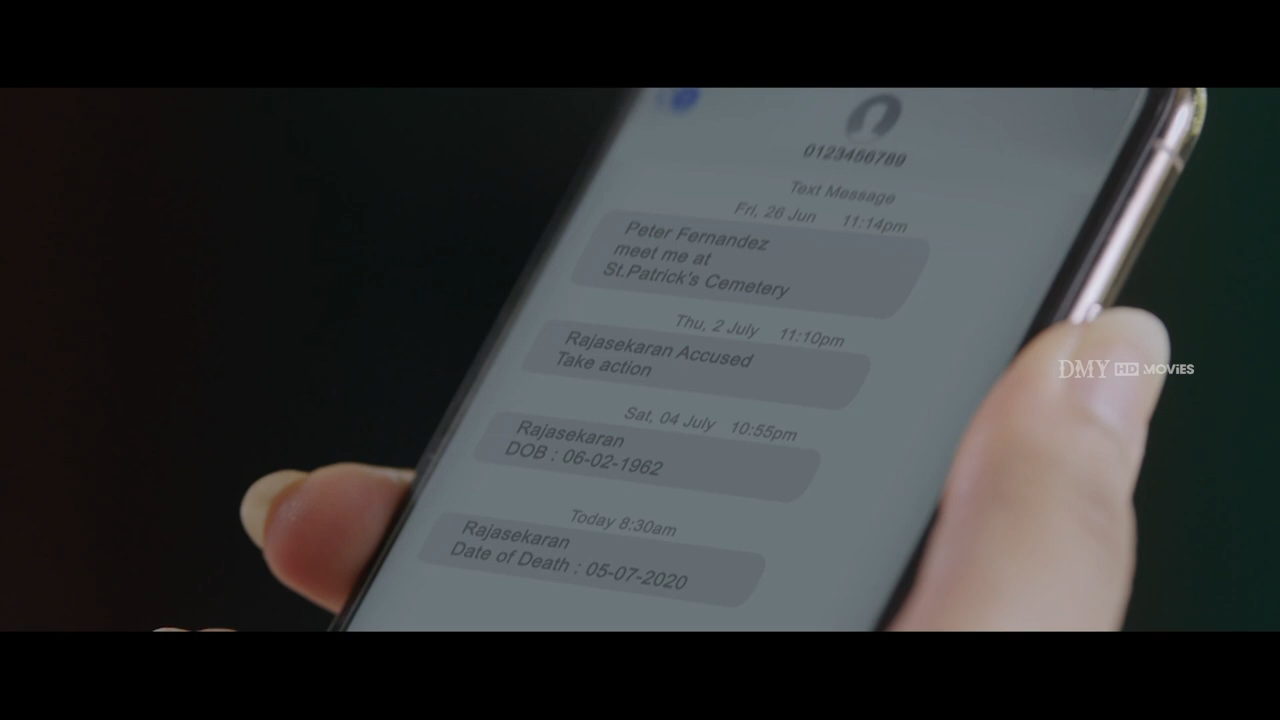 0123456789
Text Message
Fri, 26 Jun 11:14pm
Peter Fernandez
meet me at
St.Patrick's Cemetery
Thu, 2 July 11:10pm
Rajasekaran Accused
Take action
Sat, 04 July 10:55pm
Rajasekaran
DOB : 06-02-1962
Today 8:30am
Rajasekaran
Date of Death : 05-07-2020
DMY HD MOViES